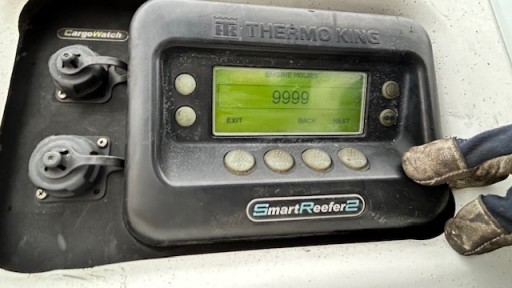 CargoWatch
THERMO KING
ENGINE HOURS
9999
EXIT BACK NEXT
SmartReefer2